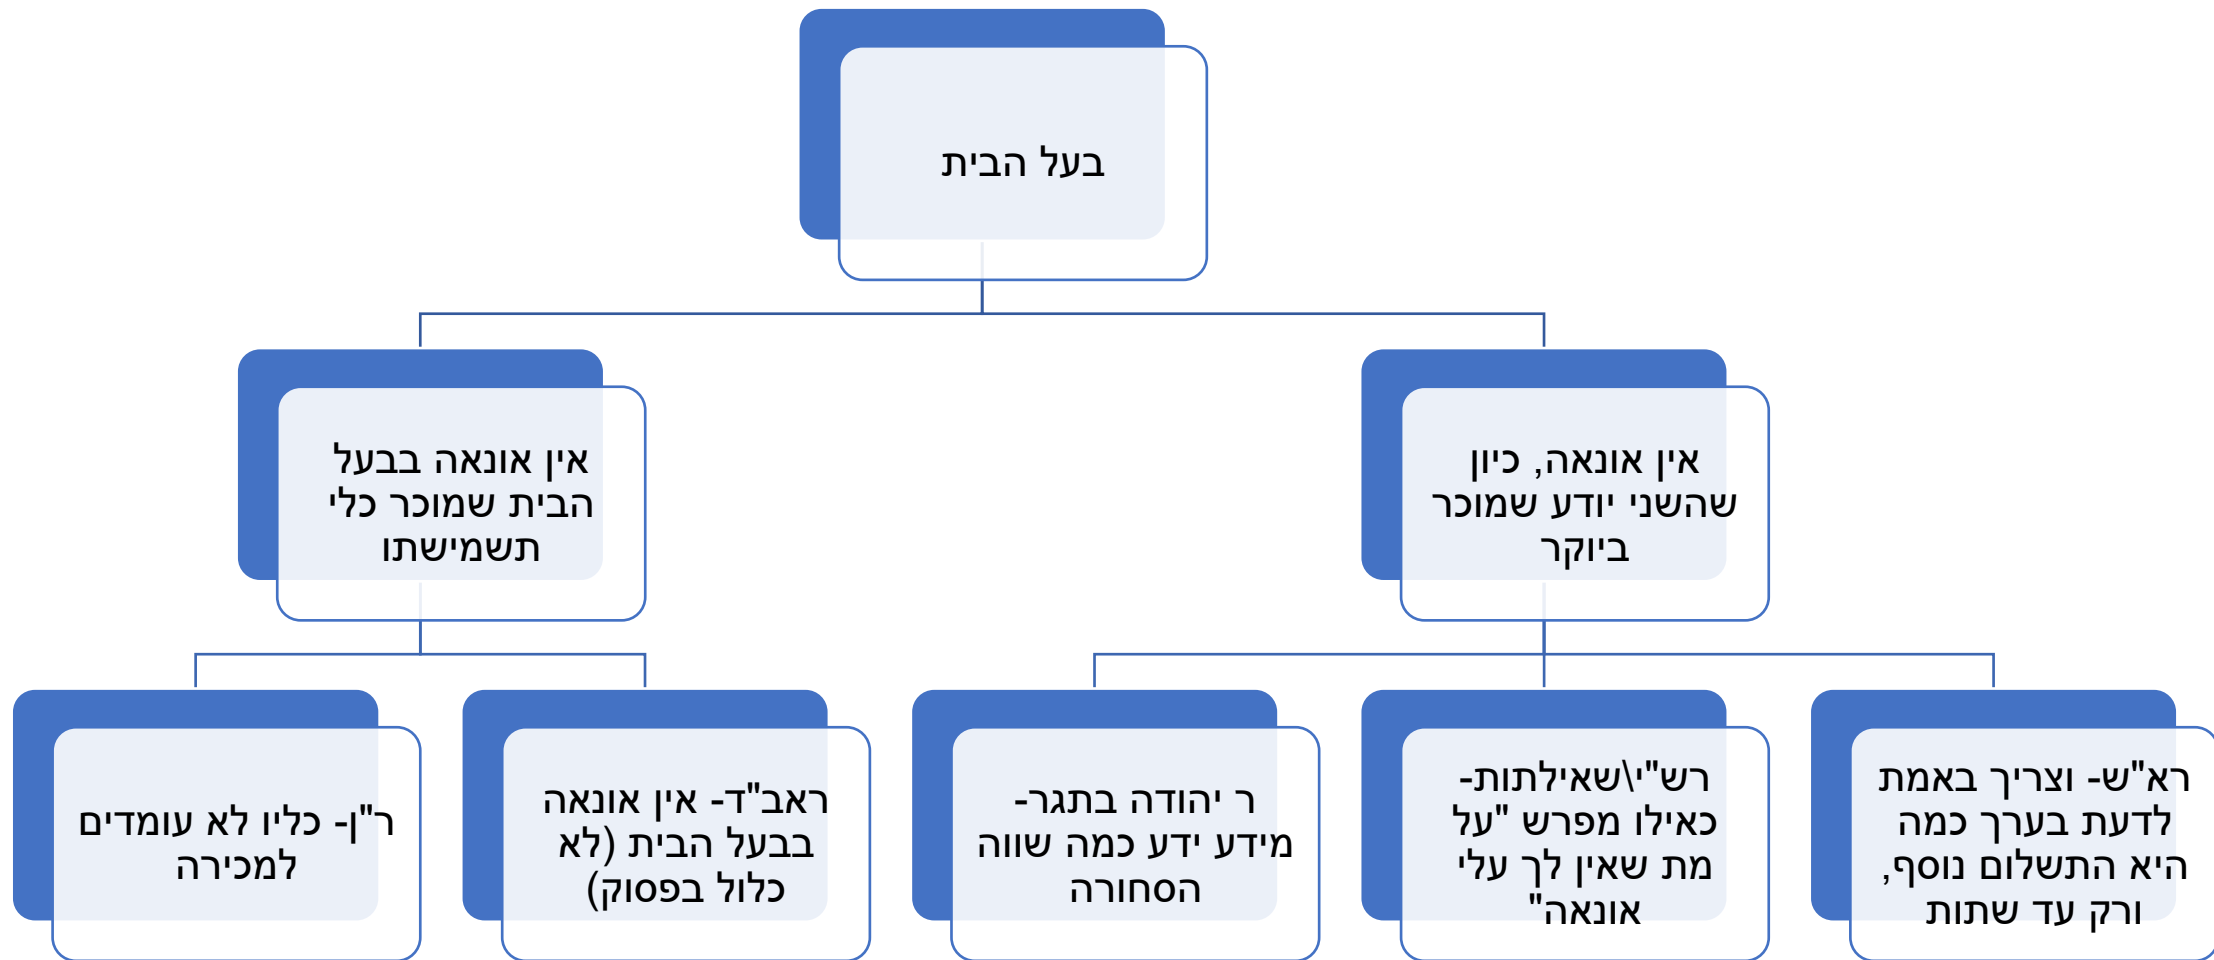 בעל הבית
אין אונאה, כיון
שהשני יודע שמוכר
ביוקר
אין אונאה בבעל
הבית שמוכר כלי
תשמישתו
רא"ש- וצריך באמת
לדעת בערך כמה
היא התשלום נוסף,
ורק עד שתות
רש"י\שאילתות-
כאילו מפרש "על
מת שאין לך עלי
אונאה"
ר יהודה בתגר-
מידע ידע כמה שווה
הסחורה
ראב"ד- אין אונאה
בבעל הבית (לא
כלול בפסוק)
ר"ן- כליו לא עומדים
למכירה